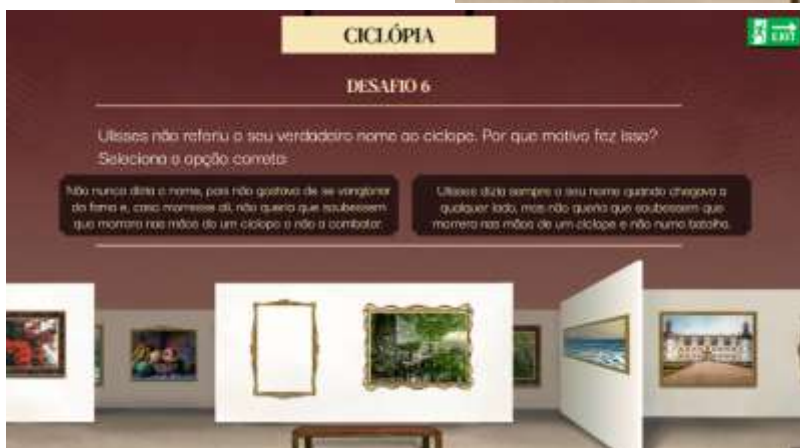 CICLÓPIA
EXIT
DESAFIO 6
Ulisses não referiu o seu verdadeiro nome ao ciclope. Por que motivo fez isso?
Seleciona a opção correta:
Não nunca dizia o nome, pois não gostava de se vangloriar
da fama e, caso morresse ali, não queria que soubessem
que morrera nas mãos de um ciclope e não a combater.
Ulisses dizia sempre o seu nome quando chegava a
qualquer lado, mas não queria que soubessem que
morrera nas mãos de um ciclope e não numa batalha.